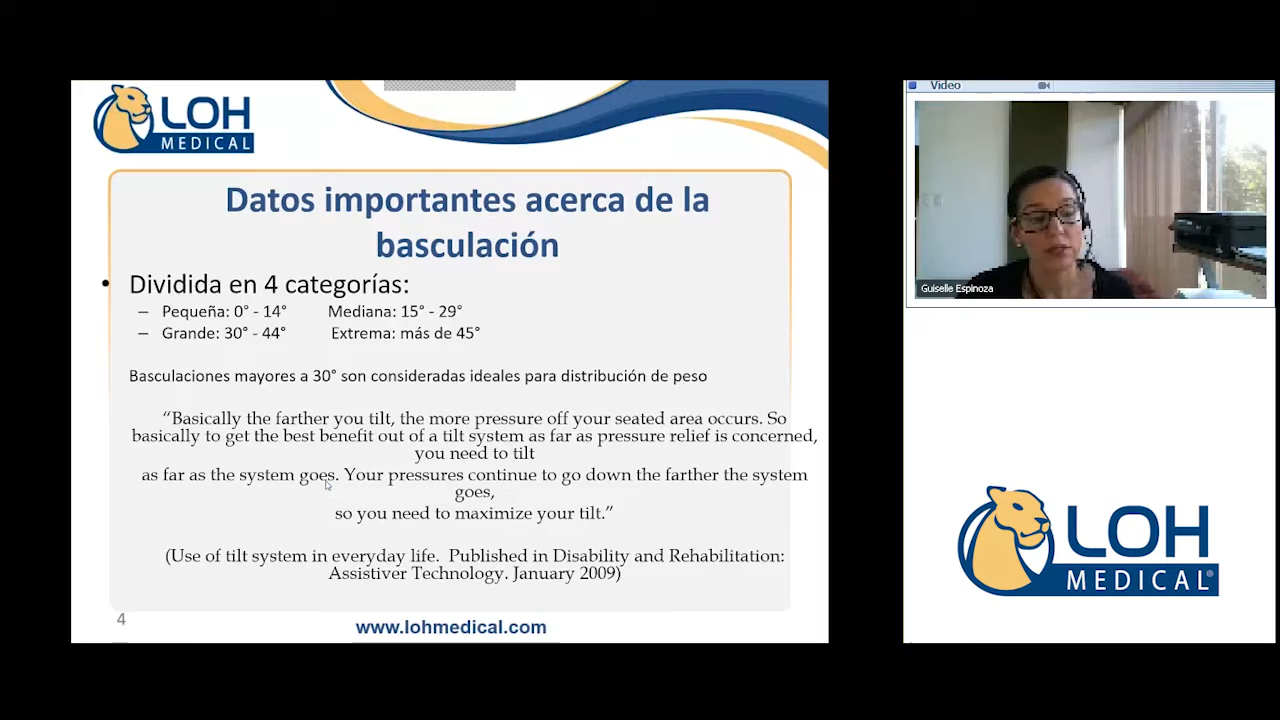 LOH
MEDICAL
Datos importantes acerca de la
basculación
• Dividida en 4 categorías:
– Pequeña: 0° - 14° Mediana: 15° - 29°
– Grande: 30° - 44° Extrema: más de 45°
Basculaciones mayores a 30° son consideradas ideales para distribución de peso
“Basically the farther you tilt, the more pressure off your seated area occurs. So
basically to get the best benefit out of a tilt system as far as pressure relief is concerned,
you need to tilt
as far as the system goes. Your pressures continue to go down the farther the system
goes,
so you need to maximize your tilt.”
(Use of tilt system in everyday life. Published in Disability and Rehabilitation:
Assistiver Technology. January 2009)
4
www.lohmedical.com
Video
Guiselle Espinoza
LOH
MEDICAL®